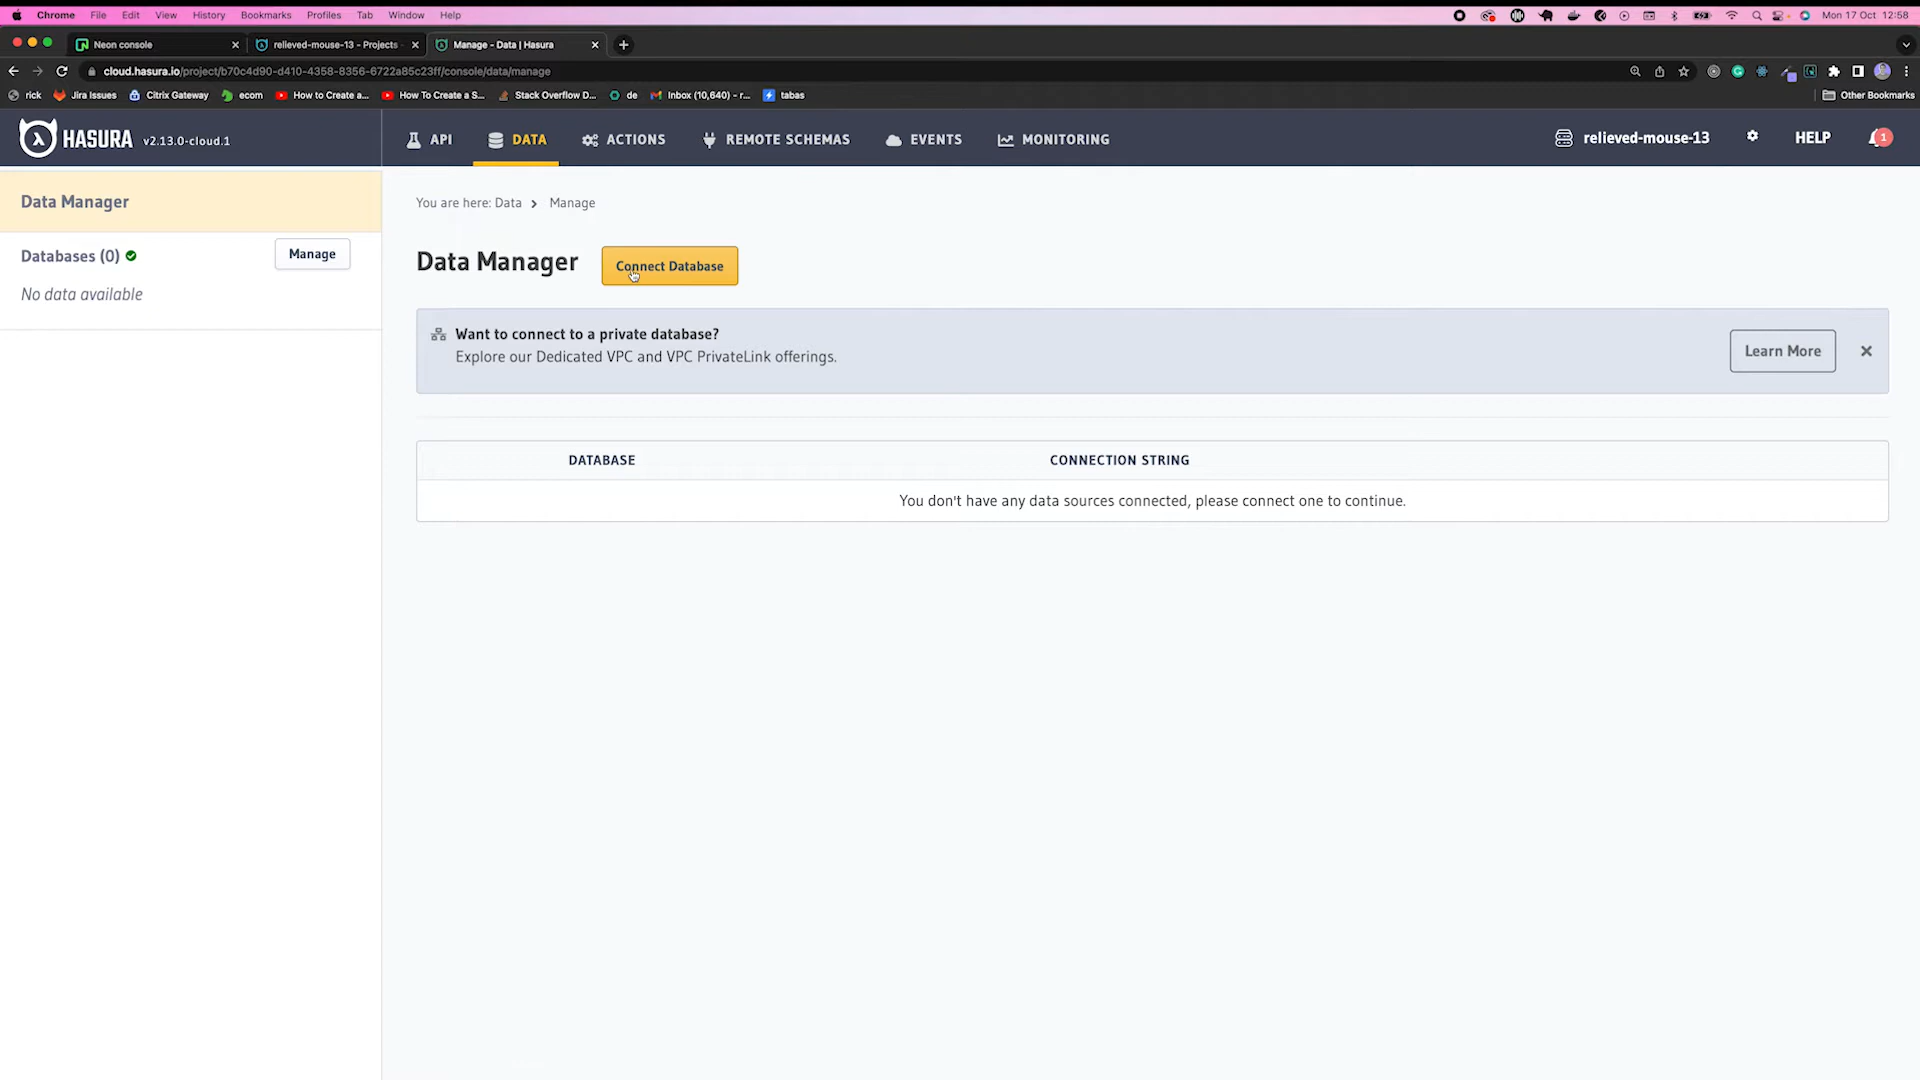 Chrome File Edit View History Bookmarks Profiles Tab Window Help Mon 17 Oct 12:58
Neon console relieved-mouse-13 - Projects Manage - Data | Hasura
cloud.hasura.io/project/b70c4d90-d410-4358-8356-6722a85c23ff/console/data/manage
rick Jira Issues Citrix Gateway ecom How to Create a... How To Create a S... Stack Overflow D... de Inbox (10,640) - r... tabas Other Bookmarks
HASURA v2.13.0-cloud.1 API DATA ACTIONS REMOTE SCHEMAS EVENTS MONITORING relieved-mouse-13 HELP 1
Data Manager
Databases (0) Manage
No data available
You are here: Data > Manage
Data Manager Connect Database
Want to connect to a private database?
Explore our Dedicated VPC and VPC PrivateLink offerings.
Learn More
DATABASE CONNECTION STRING
You don't have any data sources connected, please connect one to continue.